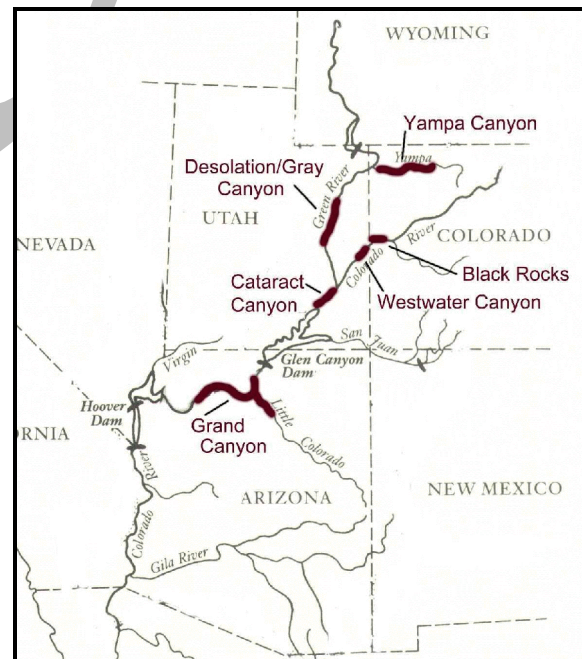 WYOMING
Yampa Canyon
Yampa
Desolation/Gray
Canyon
Green River
UTAH
NEVADA
River
COLORADO
Colorado
Black Rocks
Cataract
Canyon
Westwater Canyon
San Juan
Virgin
Glen Canyon
Dam
Hoover
Dam
Little
Colorado
ORNIA
Grand
Canyon
River
Colorado
ARIZONA
NEW MEXICO
Gila River